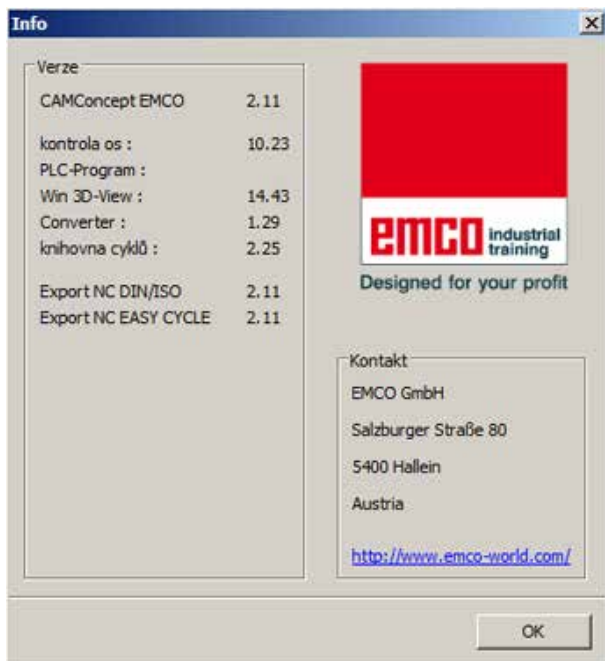 Info
Verze
CAMConcept EMCO 2.11
kontrola os : 10.23
PLC-Program :
Win 3D-View : 14.43
Converter : 1.29
knihovna cyklů : 2.25
Export NC DIN/ISO 2.11
Export NC EASY CYCLE 2.11
emco industrial training
Designed for your profit
Kontakt
EMCO GmbH
Salzburger Straße 80
5400 Hallein
Austria
http://www.emco-world.com/
OK